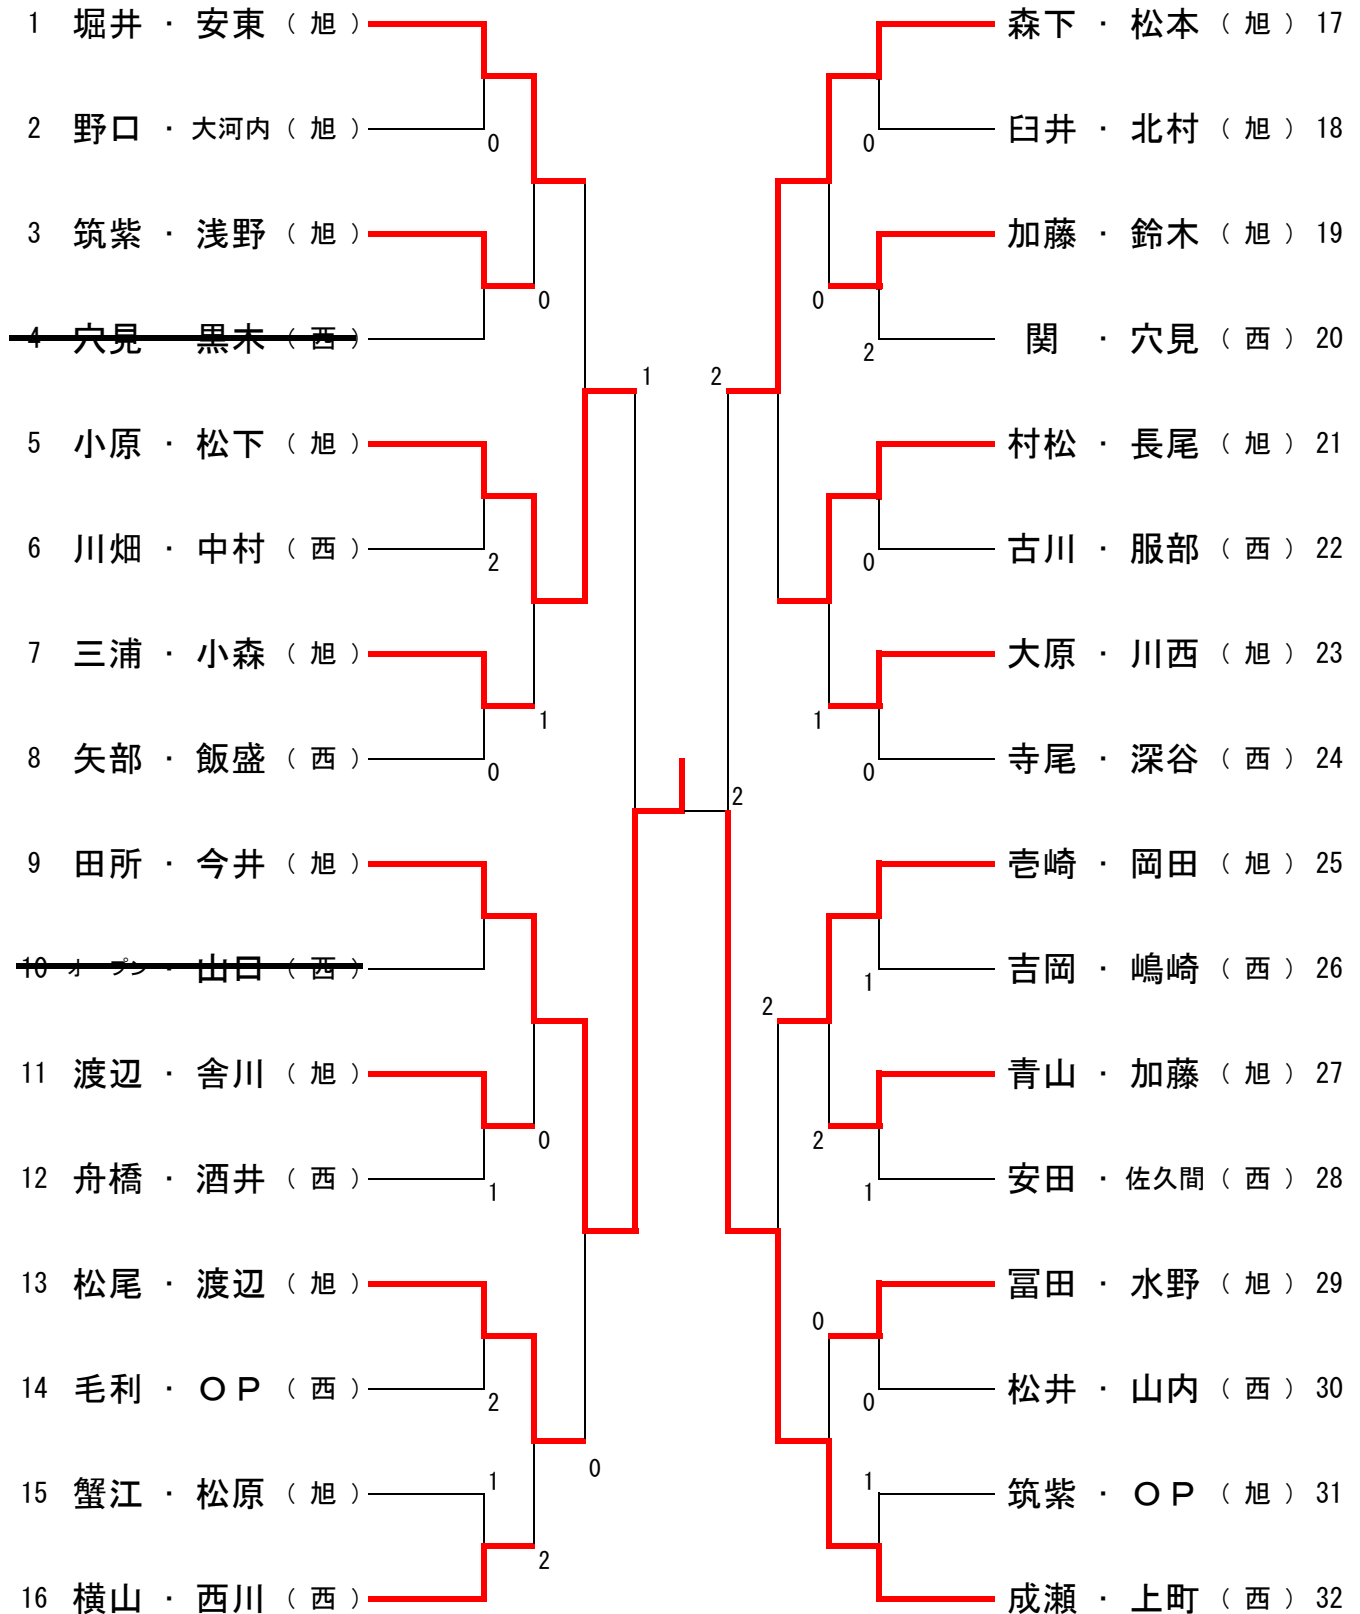 1 堀井 ・ 安東 ( 旭 )
2 野口 ・ 大河内 ( 旭 )
0
3 筑紫 ・ 浅野 ( 旭 )
0
4 穴見 ・ 黒木 ( 西 )
1
5 小原 ・ 松下 ( 旭 )
6 川畑 ・ 中村 ( 西 )
2
7 三浦 ・ 小森 ( 旭 )
1
8 矢部 ・ 飯盛 ( 西 )
0
9 田所 ・ 今井 ( 旭 )
10 オープン ・ 山口 ( 西 )
11 渡辺 ・ 舎川 ( 旭 )
0
12 舟橋 ・ 酒井 ( 西 )
1
13 松尾 ・ 渡辺 ( 旭 )
14 毛利 ・ ＯＰ ( 西 )
2
0
1
15 蟹江 ・ 松原 ( 旭 )
2
16 横山 ・ 西川 ( 西 )
森下 ・ 松本 ( 旭 ) 17
臼井 ・ 北村 ( 旭 ) 18
0
加藤 ・ 鈴木 ( 旭 ) 19
0
関 ・ 穴見 ( 西 ) 20
2
2
村松 ・ 長尾 ( 旭 ) 21
古川 ・ 服部 ( 西 ) 22
0
大原 ・ 川西 ( 旭 ) 23
1
寺尾 ・ 深谷 ( 西 ) 24
0
2
壱崎 ・ 岡田 ( 旭 ) 25
吉岡 ・ 嶋崎 ( 西 ) 26
1
2
青山 ・ 加藤 ( 旭 ) 27
2
安田 ・ 佐久間 ( 西 ) 28
1
冨田 ・ 水野 ( 旭 ) 29
0
松井 ・ 山内 ( 西 ) 30
0
1
筑紫 ・ ＯＰ ( 旭 ) 31
成瀬 ・ 上町 ( 西 ) 32